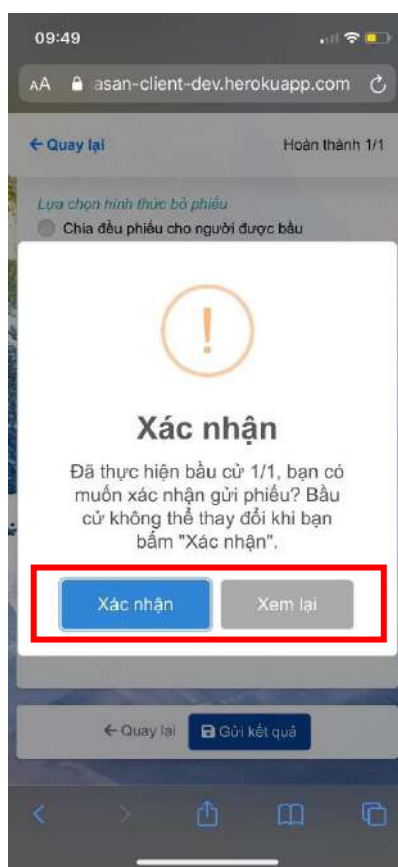 09:49
AA asan-client-dev.herokuapp.com
← Quay lại Hoàn thành 1/1
Lựa chọn hình thức bỏ phiếu
Chia đều phiếu cho người được bầu
!
Xác nhận
Đã thực hiện bầu cử 1/1, bạn có
muốn xác nhận gửi phiếu? Bầu
cử không thể thay đổi khi bạn
bấm "Xác nhận".
Xác nhận Xem lại
← Quay lại Gửi kết quả